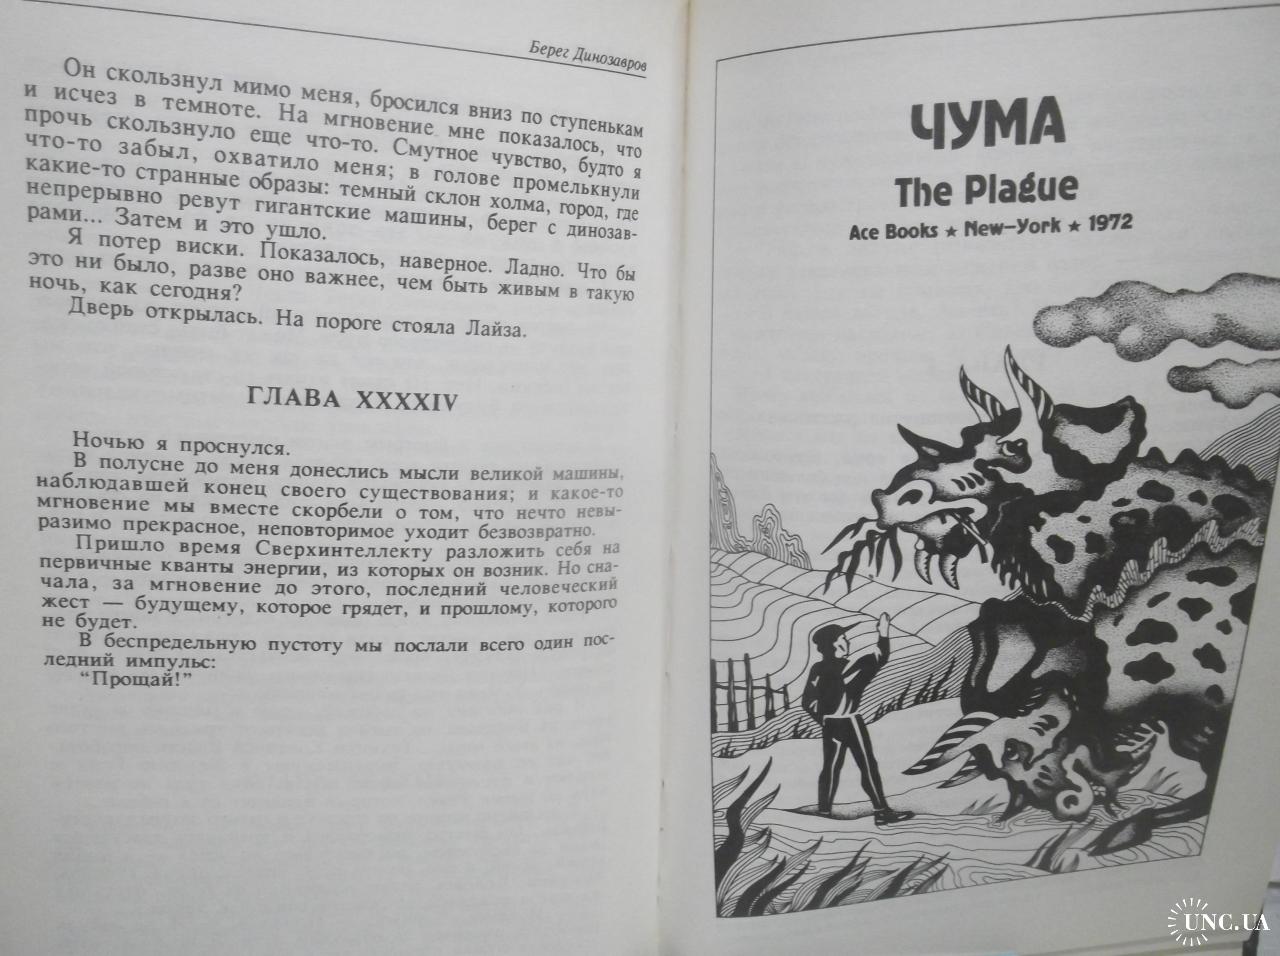 Берег Динозавров
Он скользнул мимо меня, бросился вниз по ступенькам
и исчез в темноте. На мгновение мне показалось, что
прочь скользнуло еще что-то. Смутное чувство, будто я
что-то забыл, охватило меня; в голове промелькнули
какие-то странные образы: темный склон холма, город, где
непрерывно ревут гигантские машины, берег с динозав-
рами... Затем и это ушло.
Я потер виски. Показалось, наверное. Ладно. Что бы
это ни было, разве оно важнее, чем быть живым в такую
ночь, как сегодня?
Дверь открылась. На пороге стояла Лайза.
ГЛАВА XXXXIV
Ночью я проснулся.
В полусне до меня донеслись мысли великой машины,
наблюдавшей конец своего существования; и какое-то
мгновение мы вместе скорбели о том, что нечто невы-
разимо прекрасное, неповторимое уходит безвозвратно.
Пришло время Сверхинтеллекту разложить себя на
первичные кванты энергии, из которых он возник. Но сна-
чала, за мгновение до этого, последний человеческий
жест — будущему, которое грядет, и прошлому, которого
не будет.
В беспредельную пустоту мы послали всего один пос-
ледний импульс:
“Прощай!”
ЧУМА
The Plague
Ace Books ★ New-York ★ 1972
UNC.UA